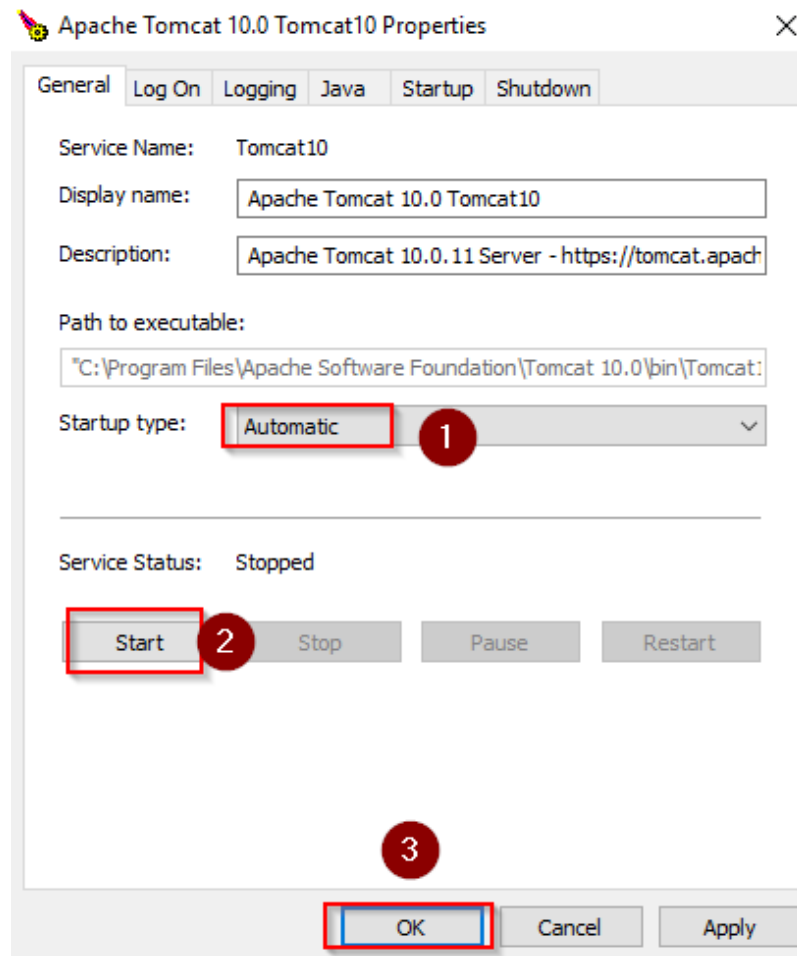 Apache Tomcat 10.0 Tomcat10 Properties
General Log On Logging Java Startup Shutdown
Service Name: Tomcat10
Display name: Apache Tomcat 10.0 Tomcat10
Description: Apache Tomcat 10.0.11 Server - https://tomcat.apach
Path to executable:
"C:\Program Files\Apache Software Foundation\Tomcat 10.0\bin\Tomcat1
Startup type: Automatic 1
Service Status: Stopped
Start 2 Stop Pause Restart
3
OK Cancel Apply